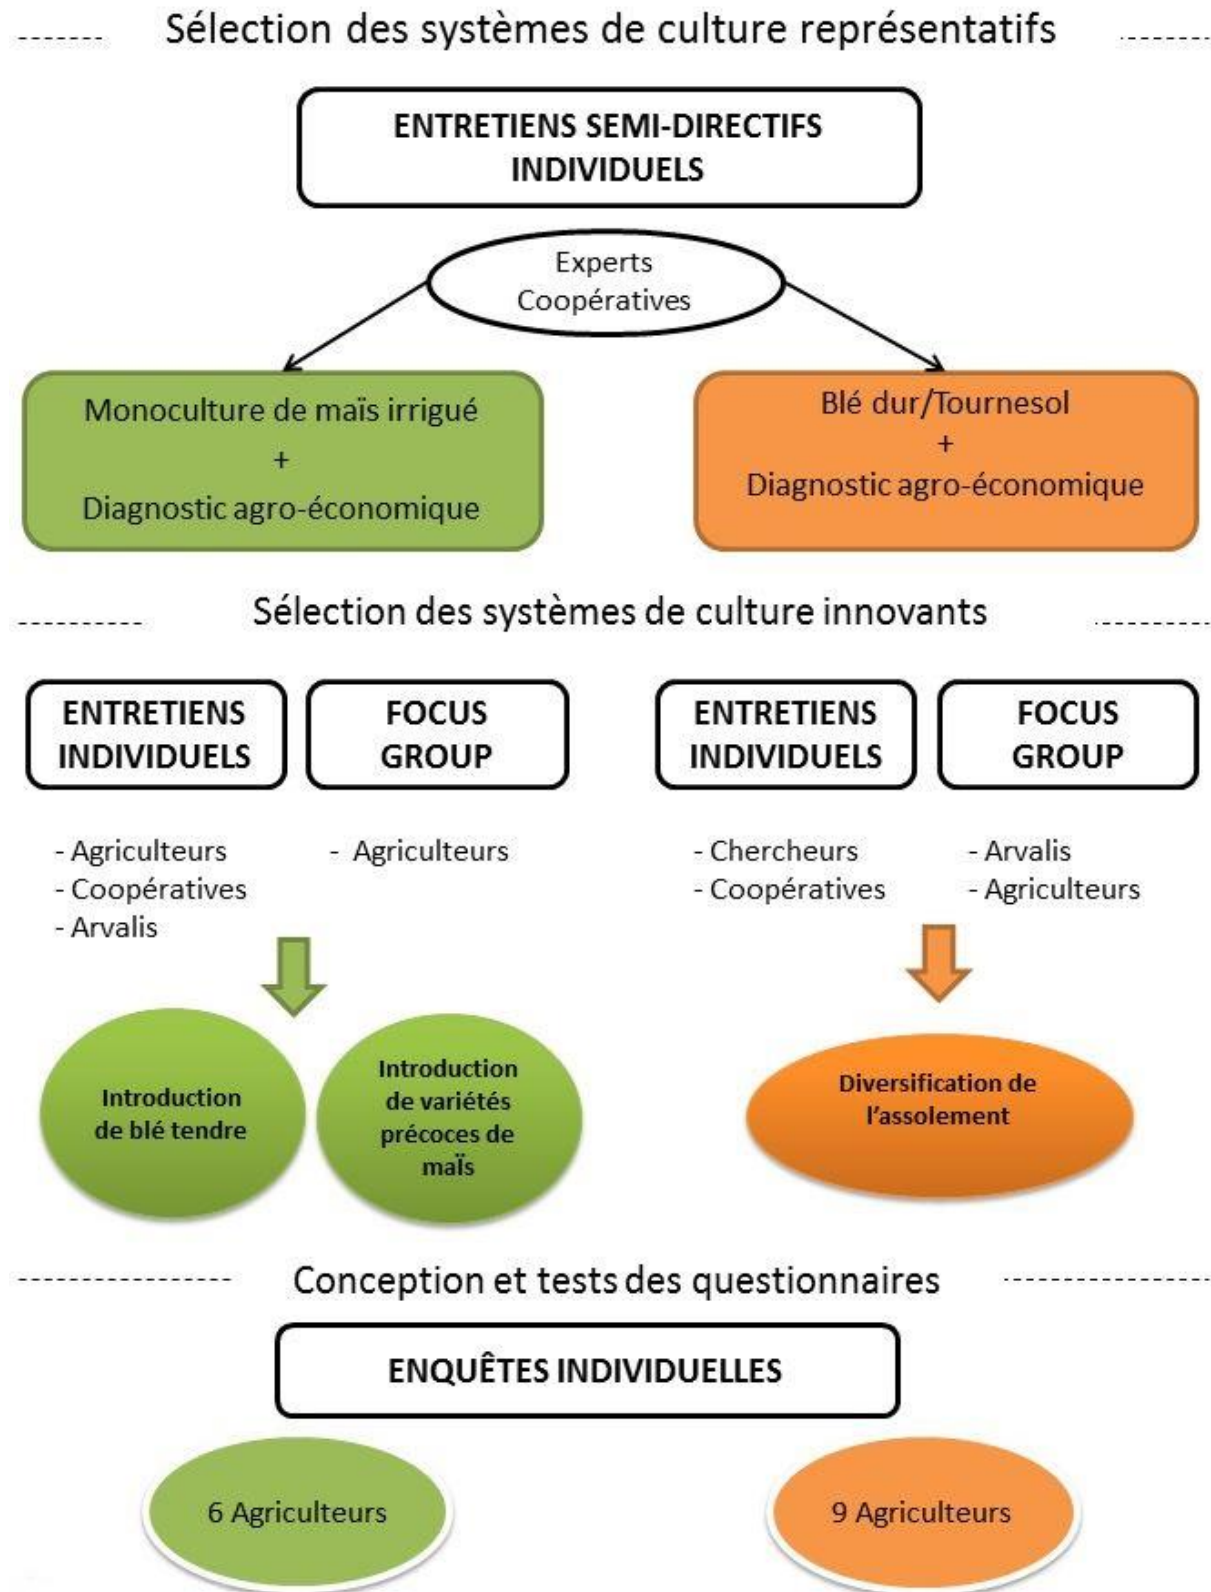 Sélection des systèmes de culture représentatifs
ENTRETIENS SEMI-DIRECTIFS
INDIVIDUELS
Experts
Coopératives
Monoculture de maïs irrigué
+
Diagnostic agro-économique
Blé dur/Tournesol
+
Diagnostic agro-économique
Sélection des systèmes de culture innovants
ENTRETIENS
INDIVIDUELS
FOCUS
GROUP
ENTRETIENS
INDIVIDUELS
FOCUS
GROUP
- Agriculteurs
- Coopératives
- Arvalis
- Agriculteurs
- Chercheurs
- Coopératives
- Arvalis
- Agriculteurs
Introduction
de blé tendre
Introduction
de variétés
précoces de
maïs
Diversification de
l'assolement
Conception et tests des questionnaires
ENQUÊTES INDIVIDUELLES
6 Agriculteurs
9 Agriculteurs